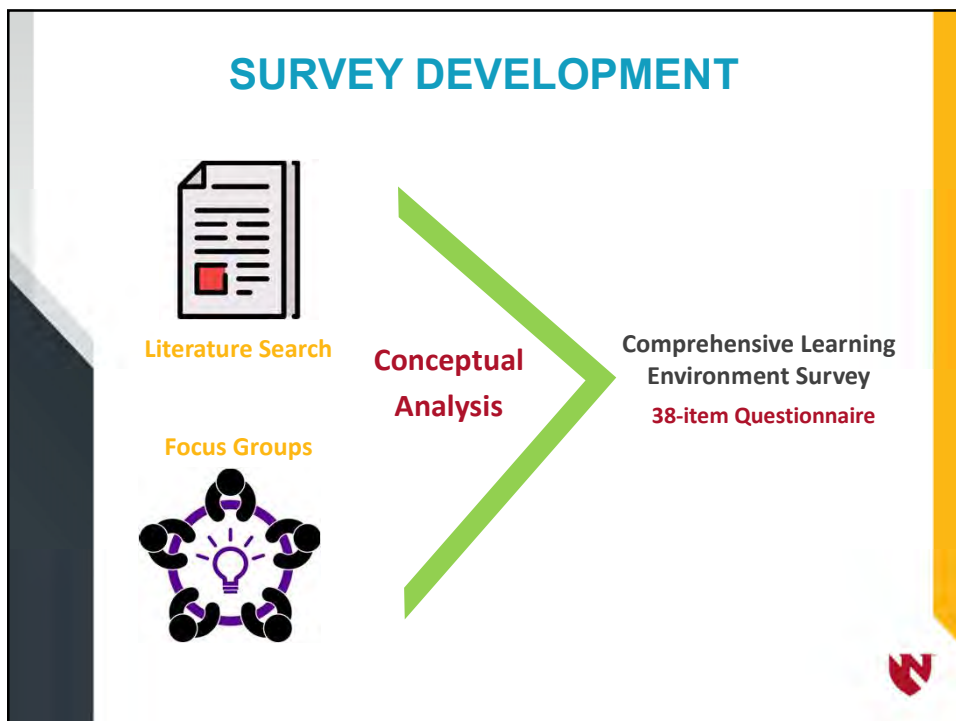 SURVEY DEVELOPMENT
Literature Search
Focus Groups
Conceptual
Analysis
Comprehensive Learning
Environment Survey
38-item Questionnaire
N